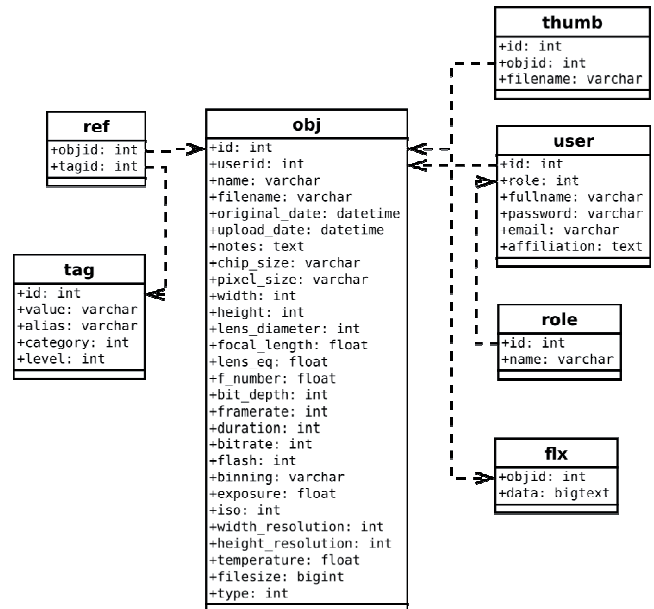 thumb
+id: int
+objid: int
+filename: varchar
ref
+objid: int
+tagid: int
obj
+id: int
+userid: int
+name: varchar
+filename: varchar
+original_date: datetime
+upload_date: datetime
+notes: text
+chip_size: varchar
+pixel_size: varchar
+width: int
+height: int
+lens_diameter: int
+focal_length: float
+lens_eq: float
+f_number: float
+bit_depth: int
+framerate: int
+duration: int
+bitrate: int
+flash: int
+binning: varchar
+exposure: float
+iso: int
+width_resolution: int
+height_resolution: int
+temperature: float
+filesize: bigint
+type: int
user
+id: int
+role: int
+fullname: varchar
+password: varchar
+email: varchar
+affiliation: text
tag
+id: int
+value: varchar
+alias: varchar
+category: int
+level: int
role
+id: int
+name: varchar
flx
+objid: int
+data: bigtext